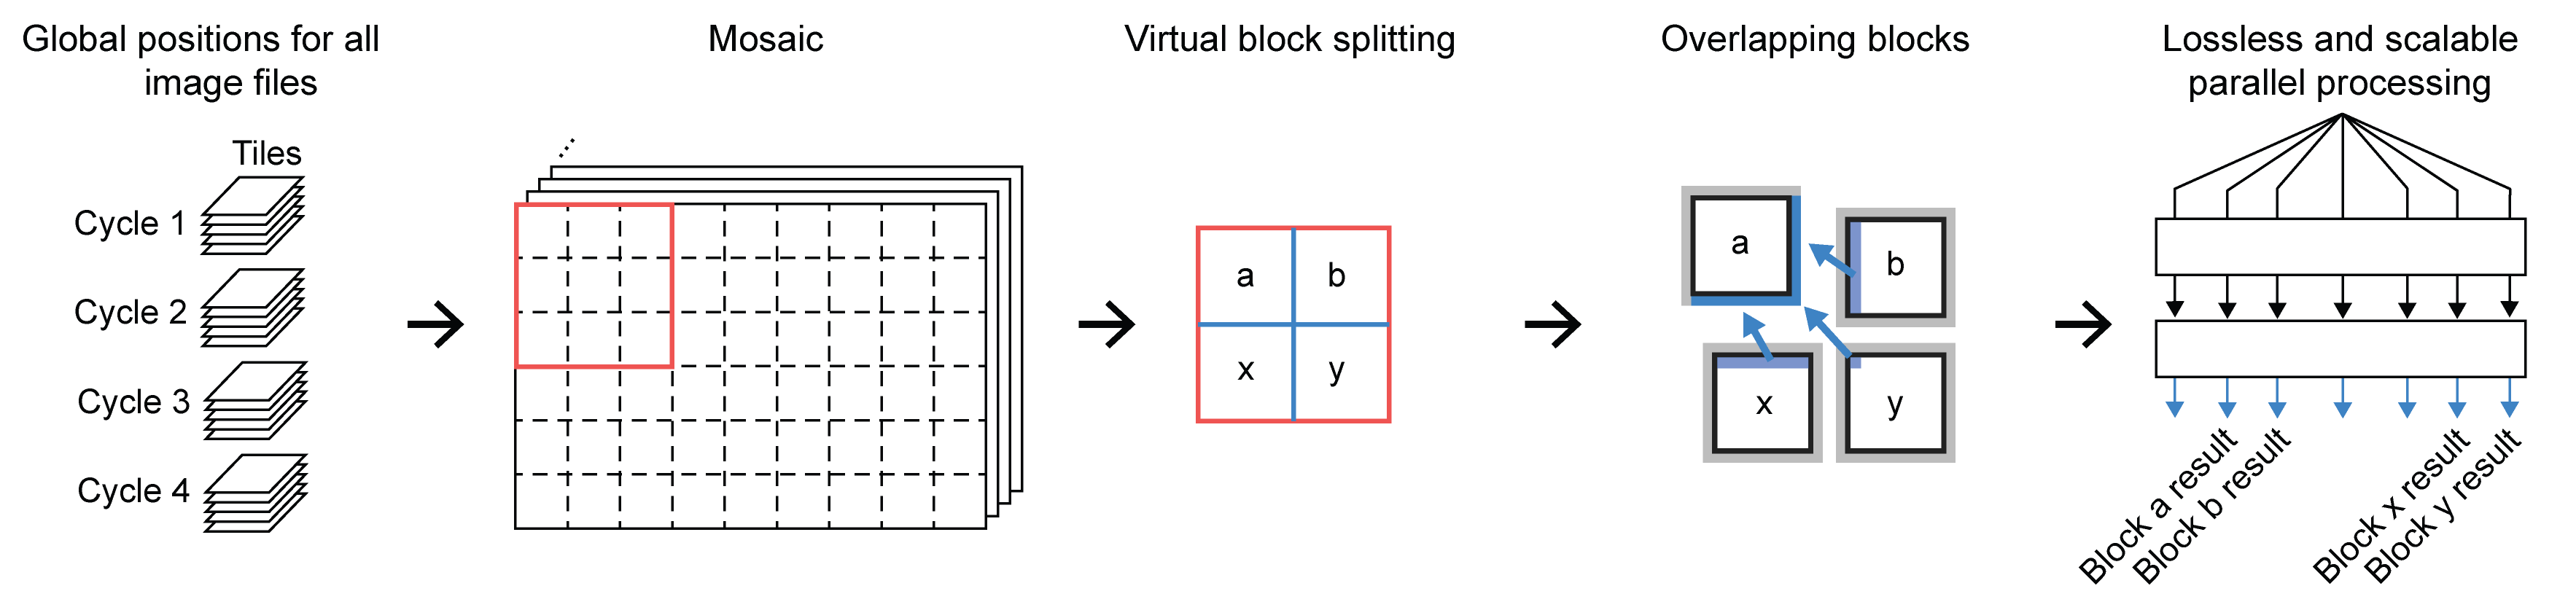 Global positions for all
image files
Mosaic
Virtual block splitting
Overlapping blocks
Lossless and scalable
parallel processing
Tiles
Cycle 1
Cycle 2
Cycle 3
Cycle 4
a
b
x
y
a
b
x
y
Block a result
Block b result
Block x result
Block y result